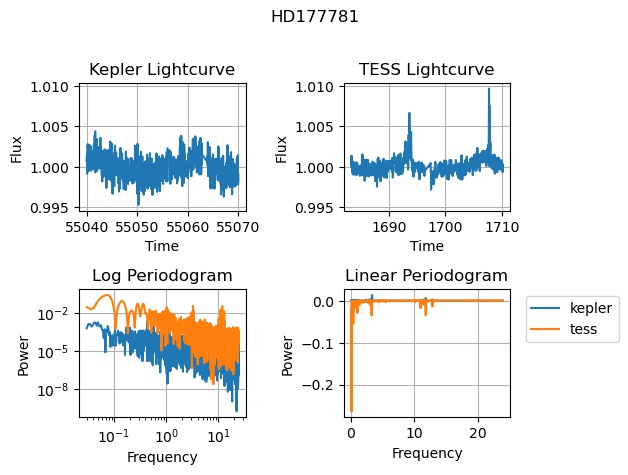 HD177781
Kepler Lightcurve
1.010
1.005
1.000
0.995
Flux
55040 55050 55060 55070
Time
TESS Lightcurve
1.010
1.005
1.000
0.995
Flux
1690 1700 1710
Time
Log Periodogram
10⁻²
10⁻⁵
10⁻⁸
Power
10⁻¹ 10⁰ 10¹
Frequency
Linear Periodogram
0.0
−0.1
−0.2
Power
0 10 20
Frequency
kepler
tess